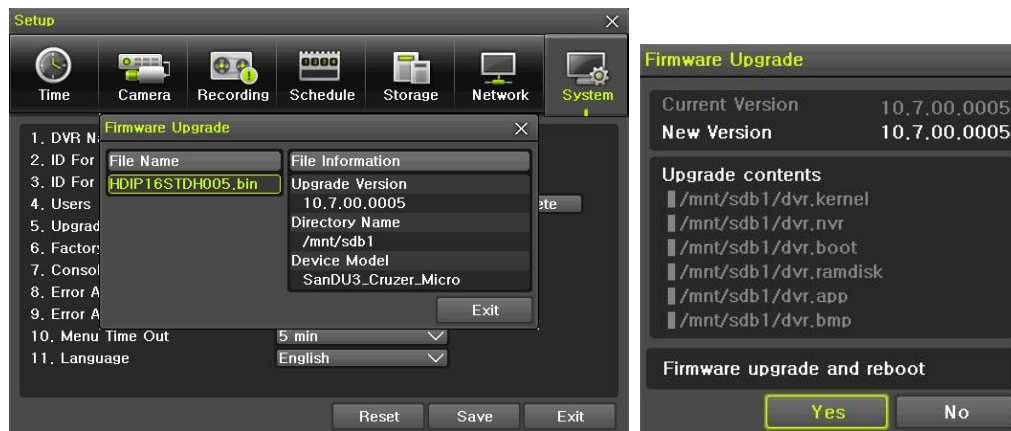 Setup
Time Camera Recording Schedule Storage Network System
1. DVR N
2. ID For
3. ID For
4. Users ete
5. Upgrad
6. Factor
7. Consol
8. Error A
9. Error A
10. Menu Time Out 5 min
11. Language English
Reset Save Exit
Firmware Upgrade
File Name
HDIP16STDH005.bin
File Information
Upgrade Version
10.7.00.0005
Directory Name
/mnt/sdb1
Device Model
SanDU3_Cruzer_Micro
Exit
Firmware Upgrade
Current Version 10.7.00.0005
New Version 10.7.00.0005
Upgrade contents
/mnt/sdb1/dvr.kernel
/mnt/sdb1/dvr.nvr
/mnt/sdb1/dvr.boot
/mnt/sdb1/dvr.ramdisk
/mnt/sdb1/dvr.app
/mnt/sdb1/dvr.bmp
Firmware upgrade and reboot
Yes No